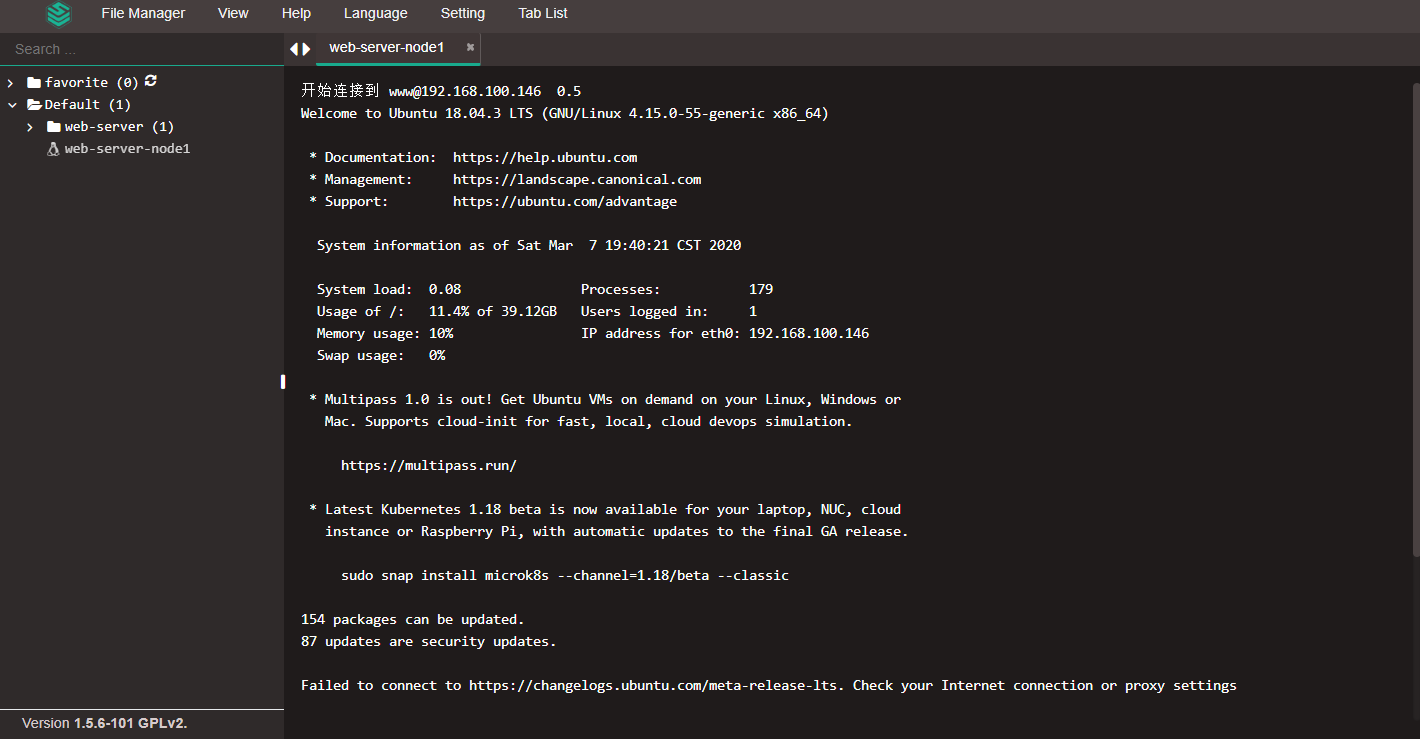 File Manager View Help Language Setting Tab List
Search ...
web-server-node1
favorite (0)
Default (1)
web-server (1)
web-server-node1
开始连接到 www@192.168.100.146  0.5
Welcome to Ubuntu 18.04.3 LTS (GNU/Linux 4.15.0-55-generic x86_64)
* Documentation:  https://help.ubuntu.com
* Management:     https://landscape.canonical.com
* Support:        https://ubuntu.com/advantage
System information as of Sat Mar  7 19:40:21 CST 2020
System load:  0.08               Processes:           179
Usage of /:   11.4% of 39.12GB   Users logged in:     1
Memory usage: 10%                IP address for eth0: 192.168.100.146
Swap usage:   0%
* Multipass 1.0 is out! Get Ubuntu VMs on demand on your Linux, Windows or
Mac. Supports cloud-init for fast, local, cloud devops simulation.
https://multipass.run/
* Latest Kubernetes 1.18 beta is now available for your laptop, NUC, cloud
instance or Raspberry Pi, with automatic updates to the final GA release.
sudo snap install microk8s --channel=1.18/beta --classic
154 packages can be updated.
87 updates are security updates.
Failed to connect to https://changelogs.ubuntu.com/meta-release-lts. Check your Internet connection or proxy settings
Version 1.5.6-101 GPLv2.